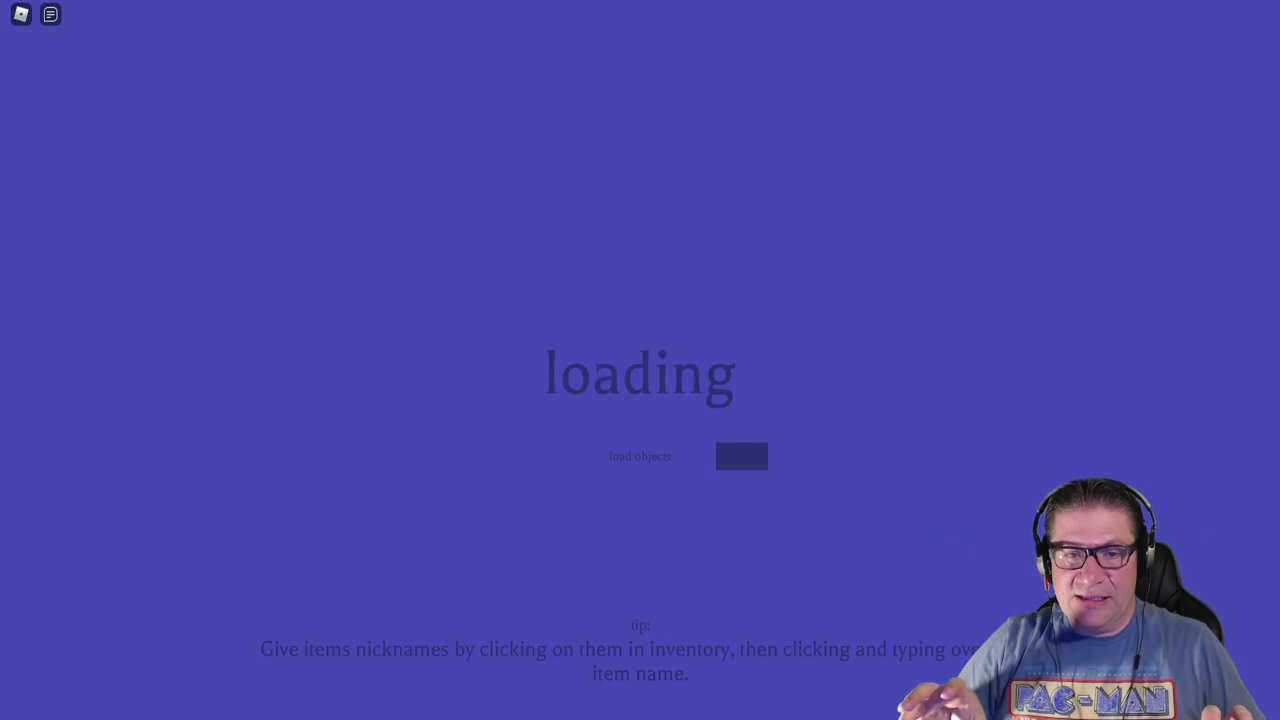 loading
load objects
tip:
Give items nicknames by clicking on them in inventory, then clicking and typing
item name.
PAC-MAN